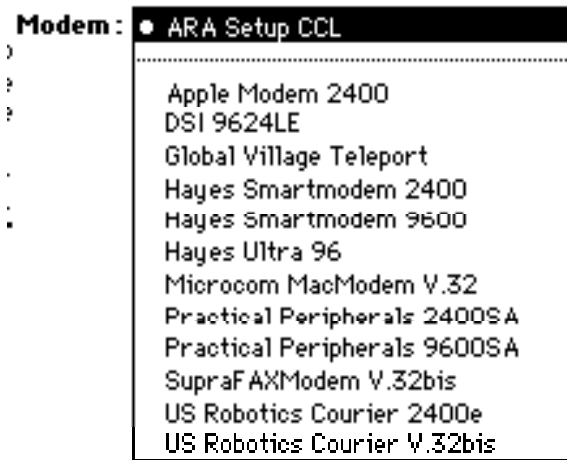 Modem: • ARA Setup CCL
Apple Modem 2400
DSI 9624LE
Global Village Teleport
Hayes Smartmodem 2400
Hayes Smartmodem 9600
Hayes Ultra 96
Microcom MacModem V.32
Practical Peripherals 2400SA
Practical Peripherals 9600SA
SupraFAXModem V.32bis
US Robotics Courier 2400e
US Robotics Courier V.32bis